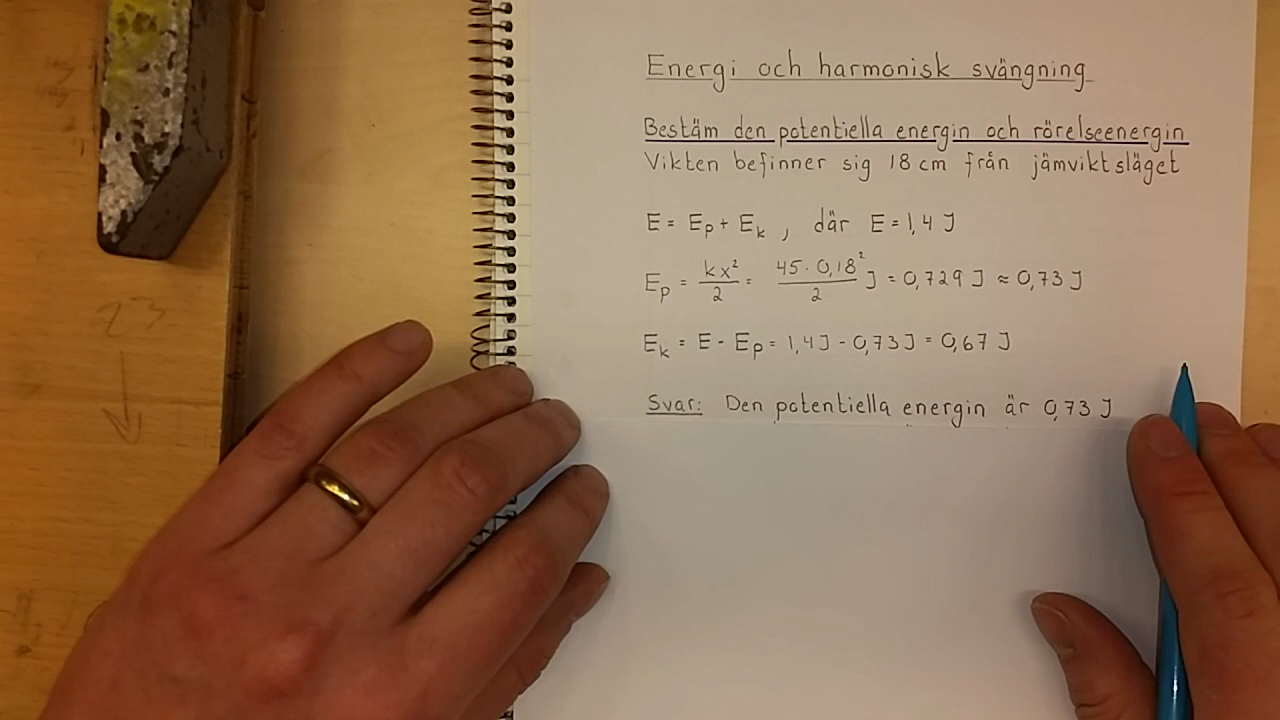 Energi och harmonisk svängning
Bestäm den potentiella energin och rörelseenergin
Vikten befinner sig 18 cm från jämviktsläget
E = Ep + Ek , där E = 1,4 J
Ep = kx²/2 = 45 · 0,18²/2 J = 0,729 J ≈ 0,73 J
Ek = E - Ep = 1,4 J - 0,73 J = 0,67 J
Svar: Den potentiella energin är 0,73 J
23